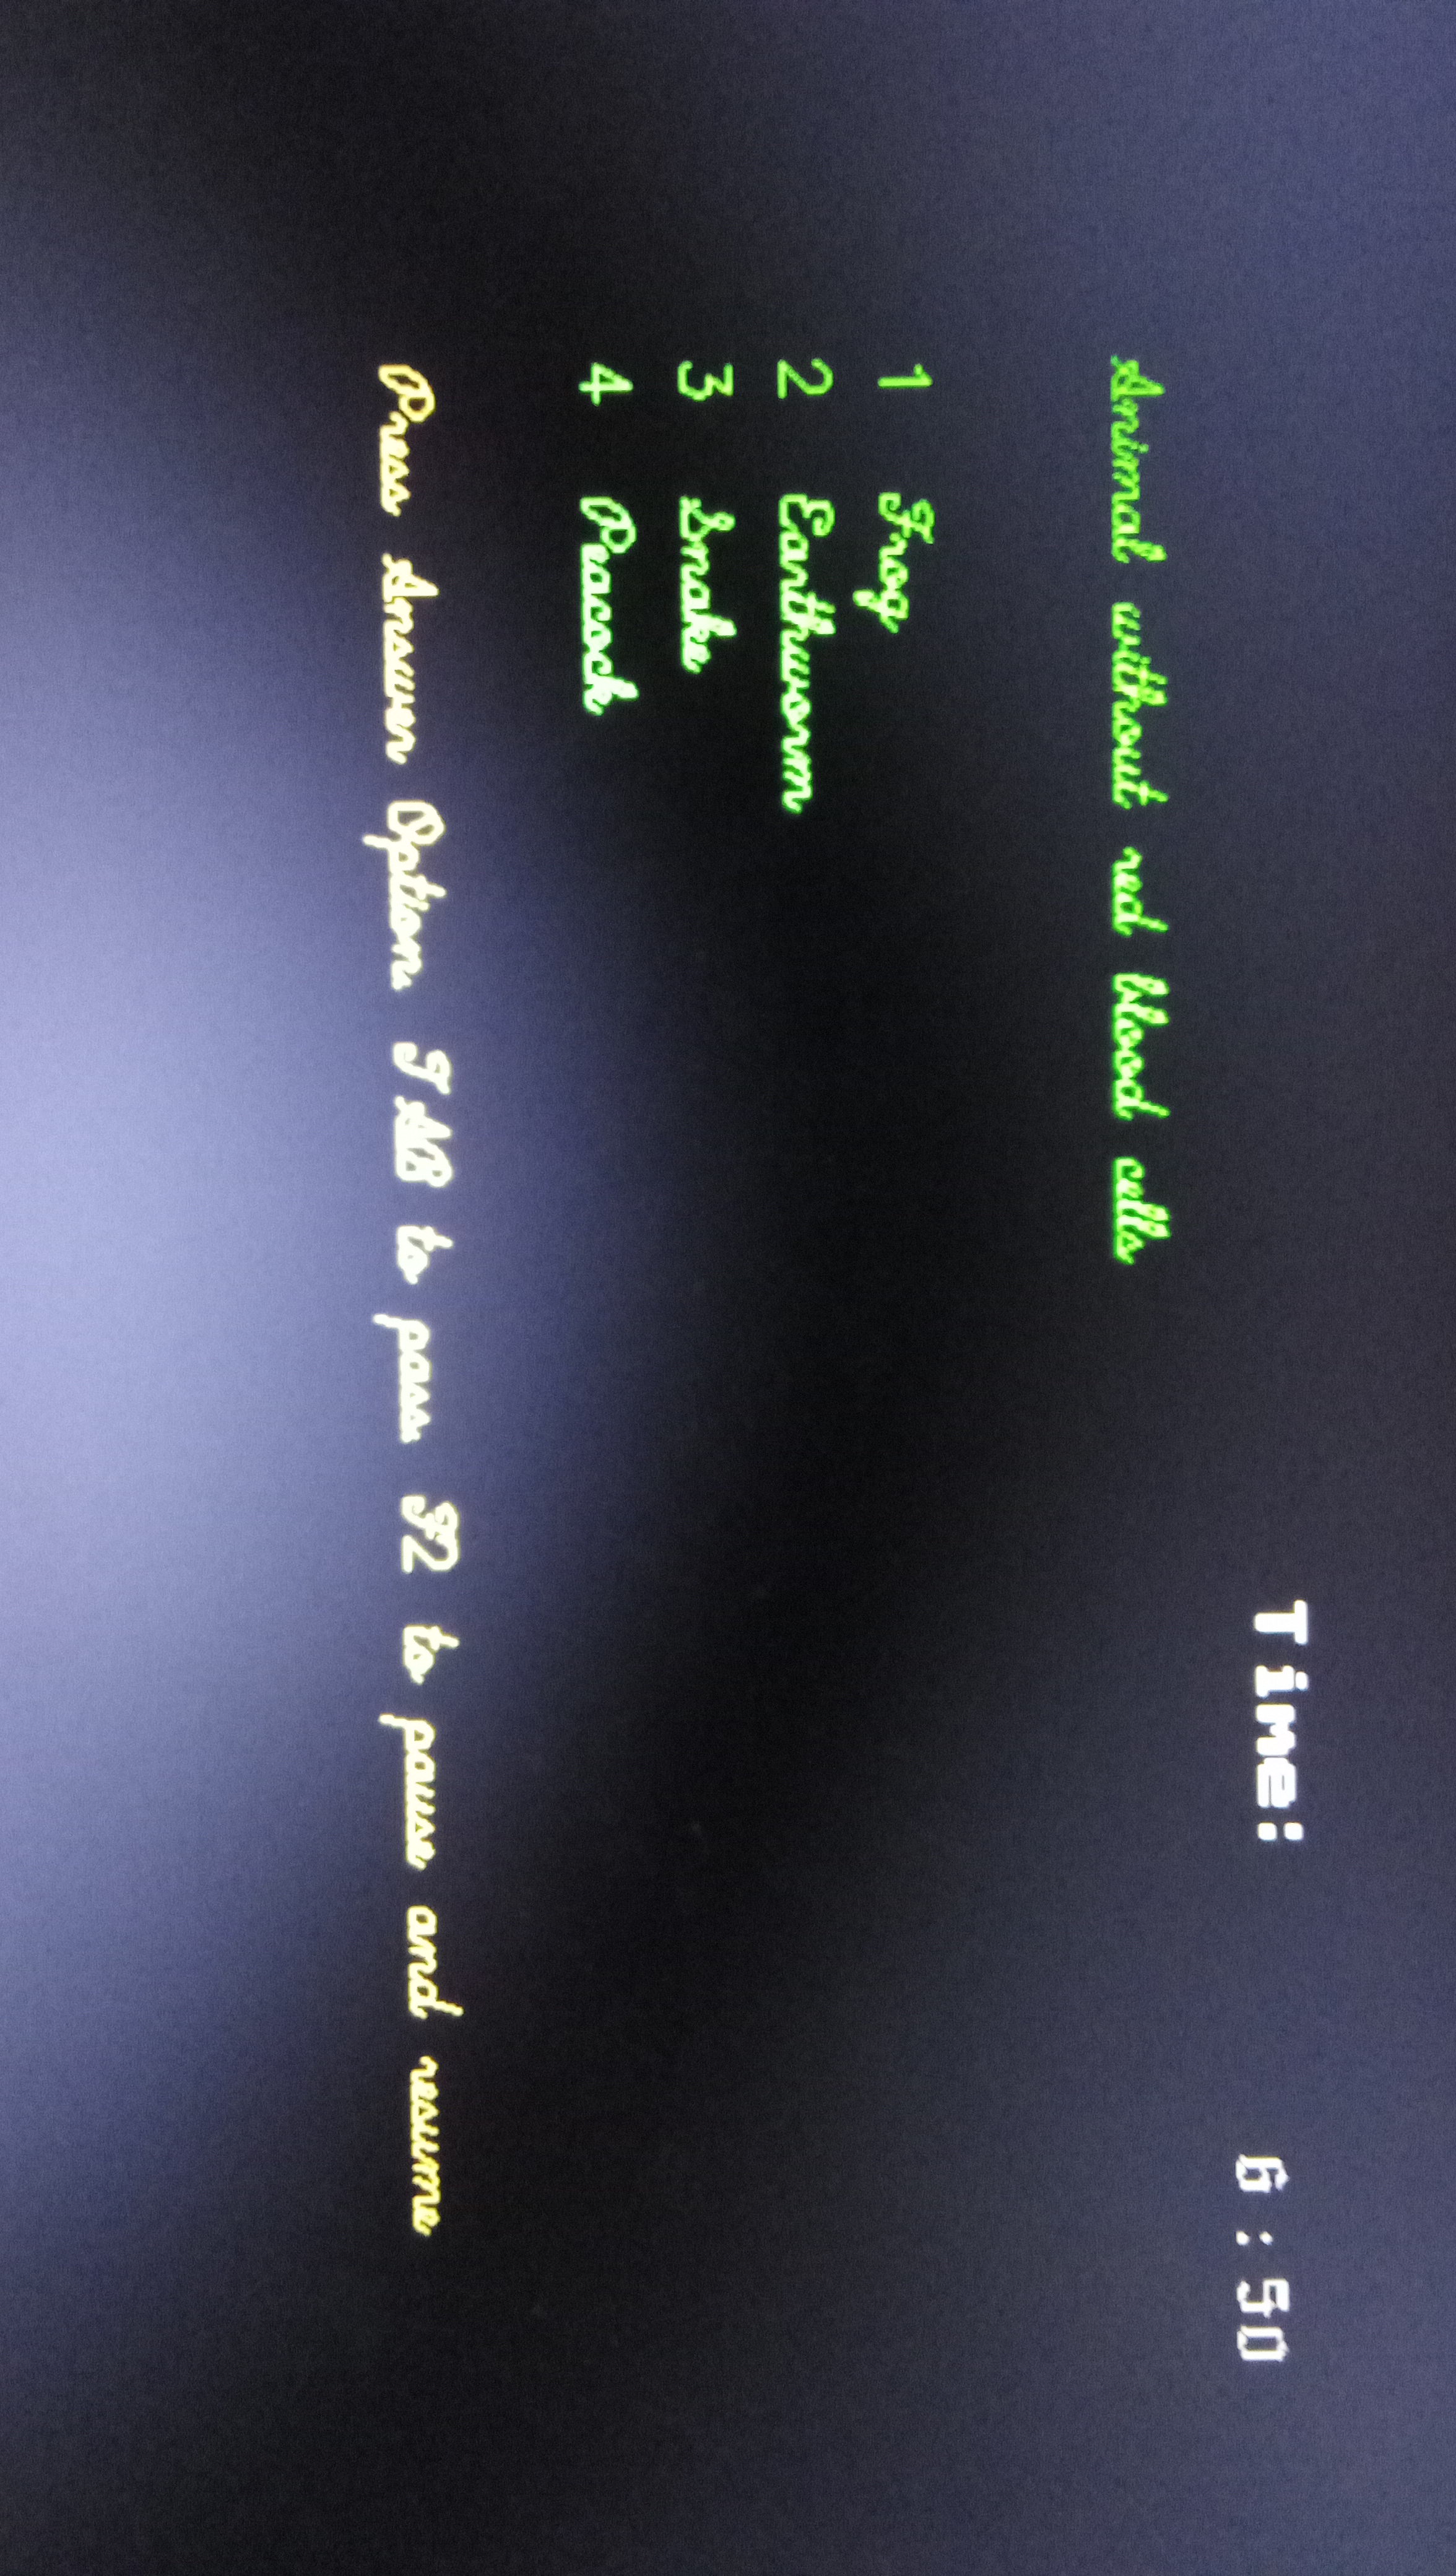 Time: 6 : 50
Animal without red blood cells
1 Frog
2 Earthworm
3 Snake
4 Peacock
Press Answer Option. TAB to pass. F2 to pause and resume